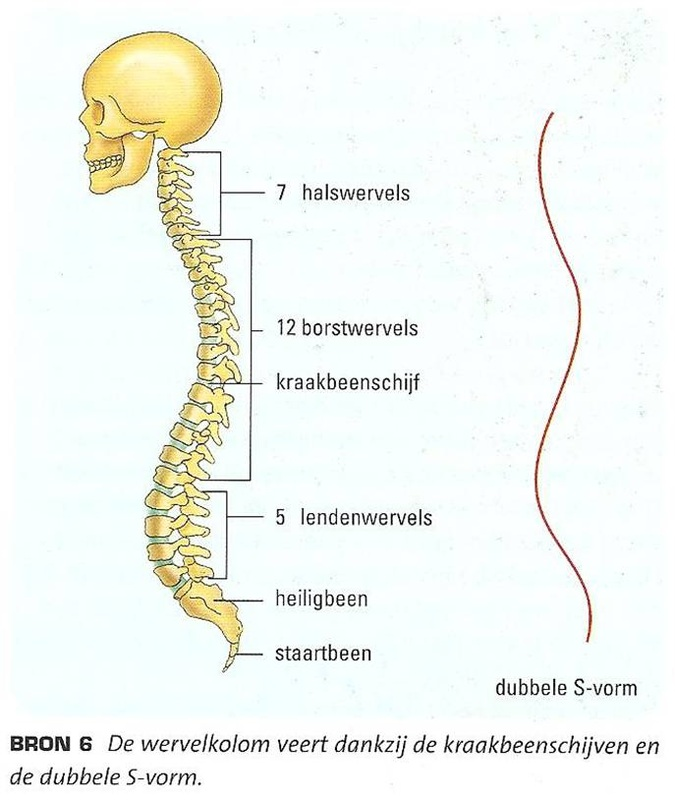 7 halswervels
12 borstwervels
kraakbeenschijf
5 lendenwervels
heiligbeen
staartbeen
dubbele S-vorm
BRON 6 De wervelkolom veert dankzij de kraakbeenschijven en
de dubbele S-vorm.